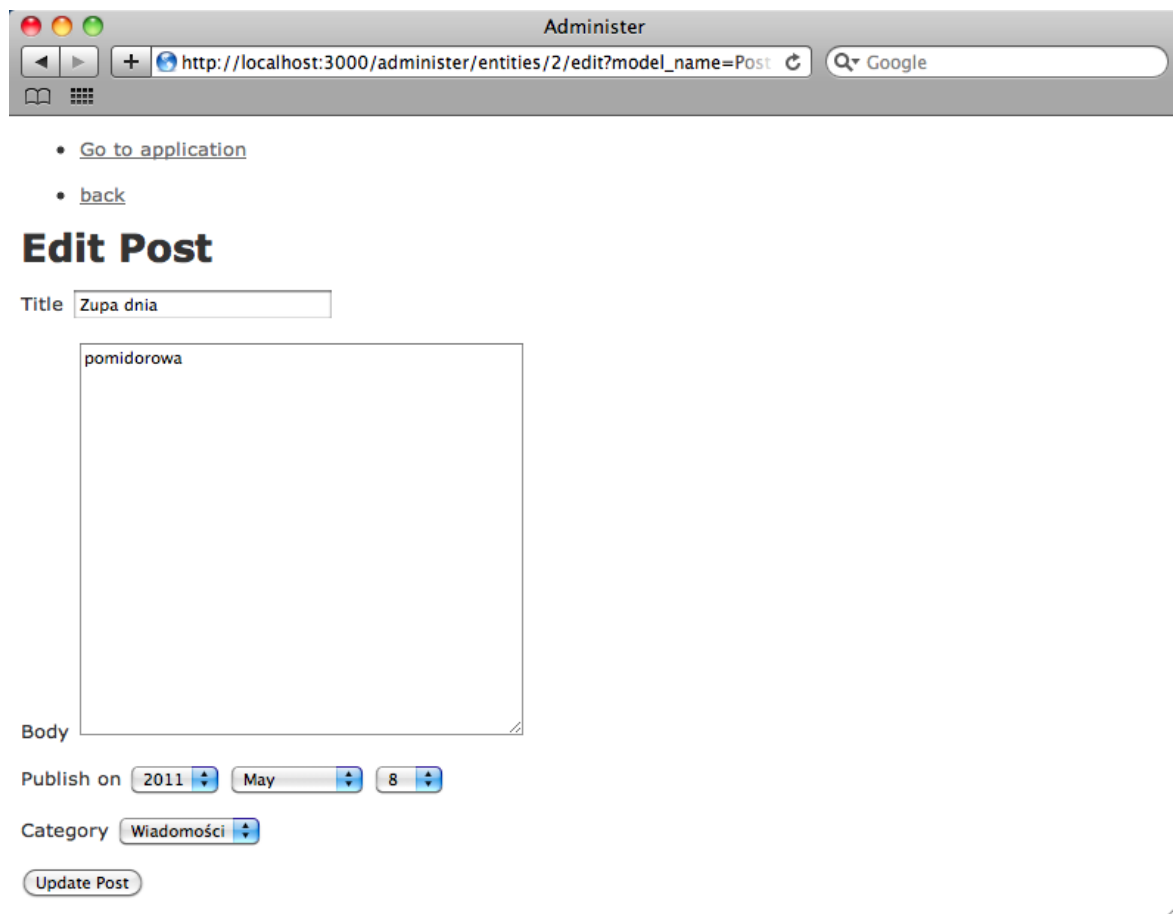 Administer
http://localhost:3000/administer/entities/2/edit?model_name=Post
Google
Go to application
back
Edit Post
Title Zupa dnia
pomidorowa
Body
Publish on 2011 May 8
Category Wiadomości
Update Post